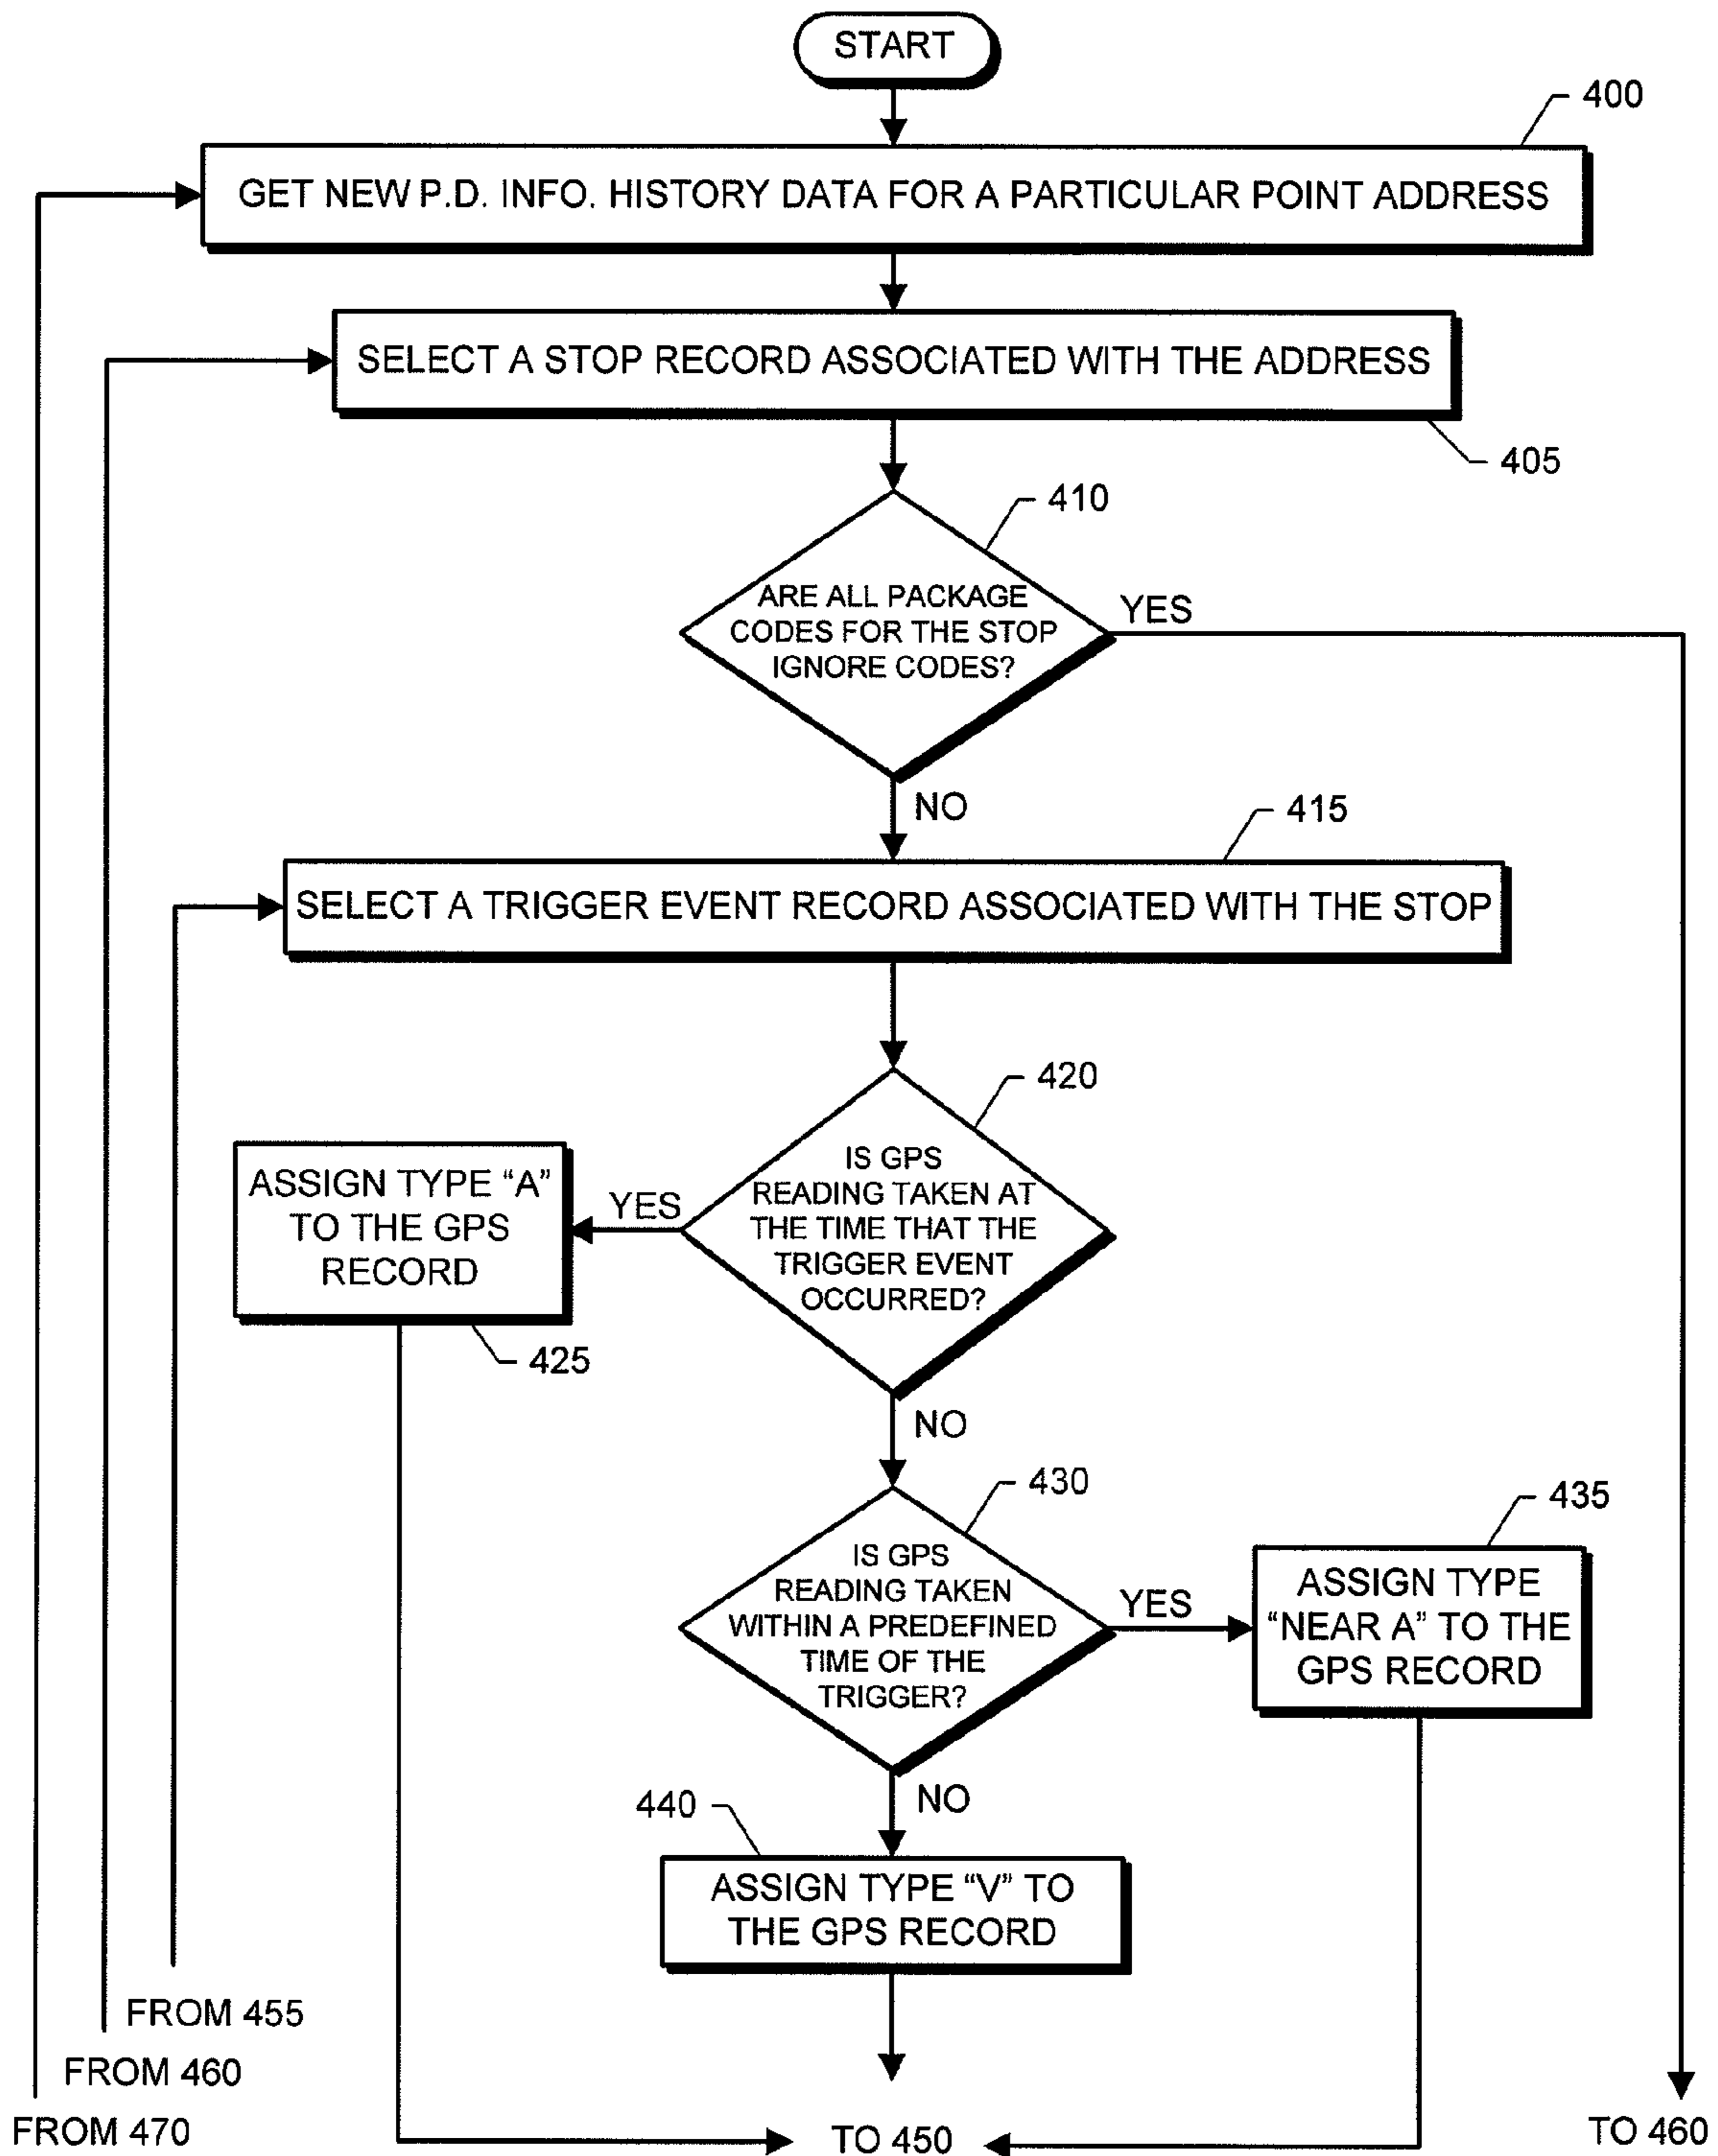 START
400
GET NEW P.D. INFO. HISTORY DATA FOR A PARTICULAR POINT ADDRESS
SELECT A STOP RECORD ASSOCIATED WITH THE ADDRESS
405
410
ARE ALL PACKAGE
CODES FOR THE STOP
IGNORE CODES?
YES
NO
415
SELECT A TRIGGER EVENT RECORD ASSOCIATED WITH THE STOP
420
IS GPS
READING TAKEN AT
THE TIME THAT THE
TRIGGER EVENT
OCCURRED?
YES
ASSIGN TYPE “A”
TO THE GPS
RECORD
425
NO
430
IS GPS
READING TAKEN
WITHIN A PREDEFINED
TIME OF THE
TRIGGER?
YES
435
ASSIGN TYPE
“NEAR A” TO THE
GPS RECORD
NO
440
ASSIGN TYPE “V” TO
THE GPS RECORD
FROM 455
FROM 460
FROM 470
TO 450
TO 460